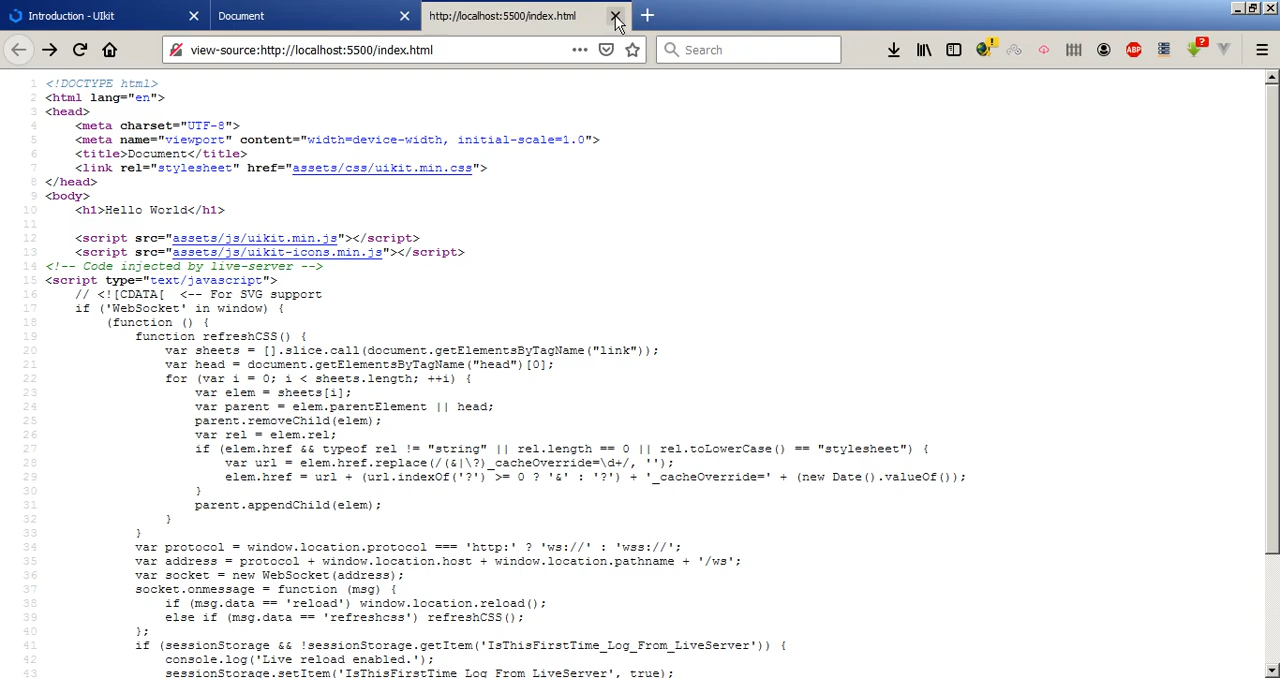 Introduction - UIkit
Document
http://localhost:5500/index.html
view-source:http://localhost:5500/index.html
Search
ABP
1 <!DOCTYPE html>
2 <html lang="en">
3 <head>
4     <meta charset="UTF-8">
5     <meta name="viewport" content="width=device-width, initial-scale=1.0">
6     <title>Document</title>
7     <link rel="stylesheet" href="assets/css/uikit.min.css">
8 </head>
9 <body>
10     <h1>Hello World</h1>
11
12     <script src="assets/js/uikit.min.js"></script>
13     <script src="assets/js/uikit-icons.min.js"></script>
14 <!-- Code injected by live-server -->
15 <script type="text/javascript">
16     // <![CDATA[  <-- For SVG support
17     if ('WebSocket' in window) {
18         (function () {
19             function refreshCSS() {
20                 var sheets = [].slice.call(document.getElementsByTagName("link"));
21                 var head = document.getElementsByTagName("head")[0];
22                 for (var i = 0; i < sheets.length; ++i) {
23                     var elem = sheets[i];
24                     var parent = elem.parentElement || head;
25                     parent.removeChild(elem);
26                     var rel = elem.rel;
27                     if (elem.href && typeof rel != "string" || rel.length == 0 || rel.toLowerCase() == "stylesheet") {
28                         var url = elem.href.replace(/(&|\?)_cacheOverride=\d+/, '');
29                         elem.href = url + (url.indexOf('?') >= 0 ? '&' : '?') + '_cacheOverride=' + (new Date().valueOf());
30                     }
31                     parent.appendChild(elem);
32                 }
33             }
34             var protocol = window.location.protocol === 'http:' ? 'ws://' : 'wss://';
35             var address = protocol + window.location.host + window.location.pathname + '/ws';
36             var socket = new WebSocket(address);
37             socket.onmessage = function (msg) {
38                 if (msg.data == 'reload') window.location.reload();
39                 else if (msg.data == 'refreshcss') refreshCSS();
40             };
41             if (sessionStorage && !sessionStorage.getItem('IsThisFirstTime_Log_From_LiveServer')) {
42                 console.log('Live reload enabled.');
43                 sessionStorage.setItem('IsThisFirstTime_Log_From_LiveServer', true);